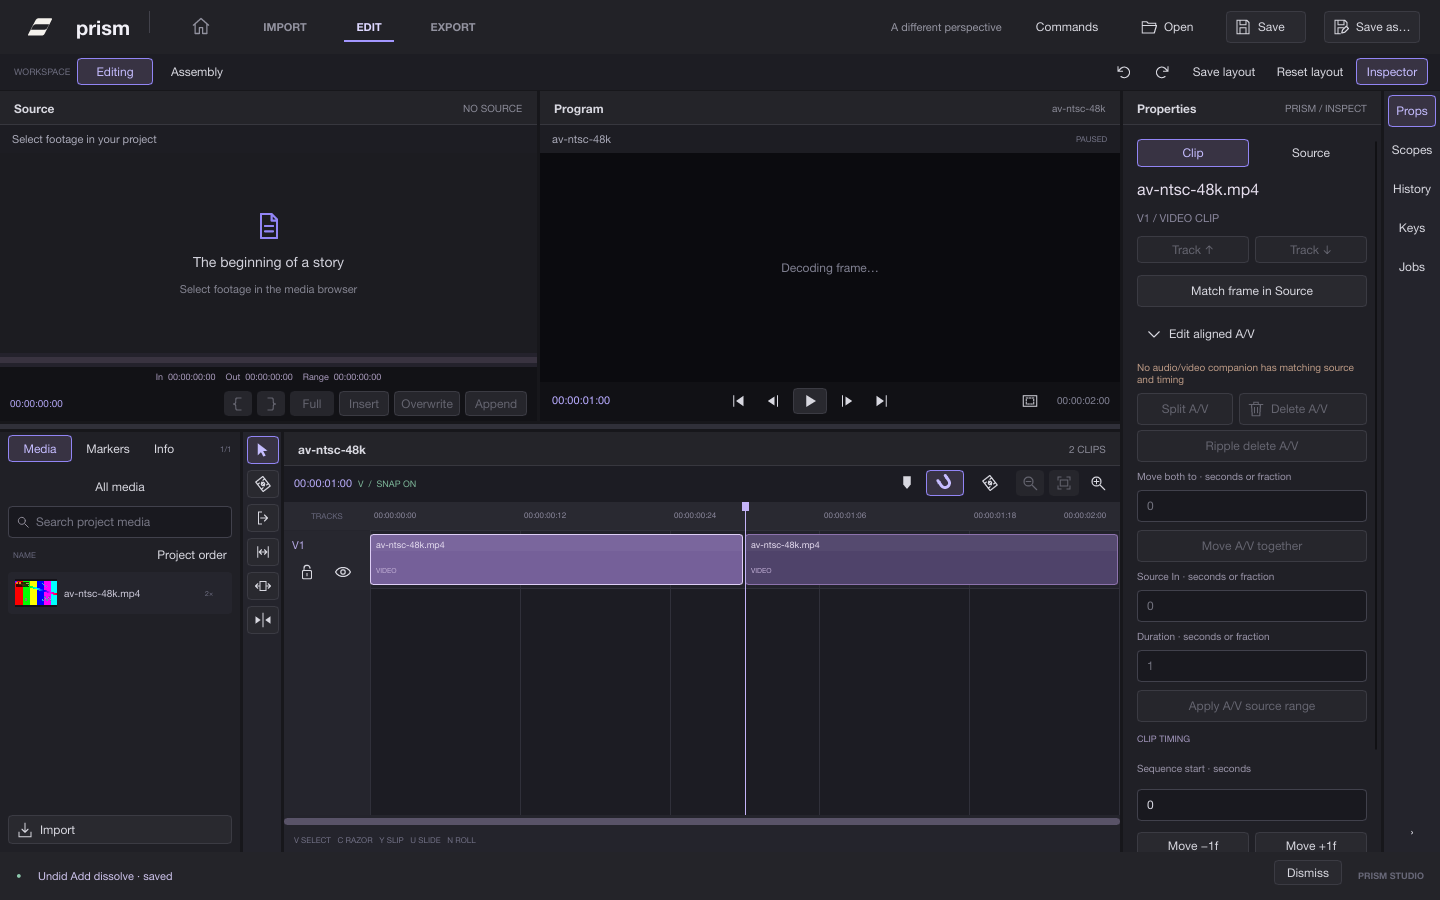 prism
IMPORT
EDIT
EXPORT
A different perspective
Commands
Open
Save
Save as...
WORKSPACE
Editing
Assembly
Save layout
Reset layout
Inspector
Source
NO SOURCE
Select footage in your project
The beginning of a story
Select footage in the media browser
In 00:00:00:00 Out 00:00:00:00 Range 00:00:00:00
00:00:00:00
{
}
Full
Insert
Overwrite
Append
Program
av-ntsc-48k
av-ntsc-48k
PAUSED
Decoding frame...
00:00:01:00
00:00:02:00
Properties
PRISM / INSPECT
Clip
Source
av-ntsc-48k.mp4
V1 / VIDEO CLIP
Track ↑
Track ↓
Match frame in Source
Edit aligned A/V
No audio/video companion has matching source
and timing
Split A/V
Delete A/V
Ripple delete A/V
Move both to · seconds or fraction
0
Move A/V together
Source In · seconds or fraction
0
Duration · seconds or fraction
1
Apply A/V source range
CLIP TIMING
Sequence start · seconds
0
Move −1f
Move +1f
Props
Scopes
History
Keys
Jobs
Media
Markers
Info
1/1
All media
Search project media
NAME
Project order
av-ntsc-48k.mp4
2×
Import
av-ntsc-48k
2 CLIPS
00:00:01:00 V / SNAP ON
TRACKS
00:00:00:00
00:00:00:12
00:00:00:24
00:00:01:06
00:00:01:18
00:00:02:00
V1
av-ntsc-48k.mp4
VIDEO
av-ntsc-48k.mp4
VIDEO
V SELECT C RAZOR Y SLIP U SLIDE N ROLL
Undid Add dissolve · saved
Dismiss
PRISM STUDIO